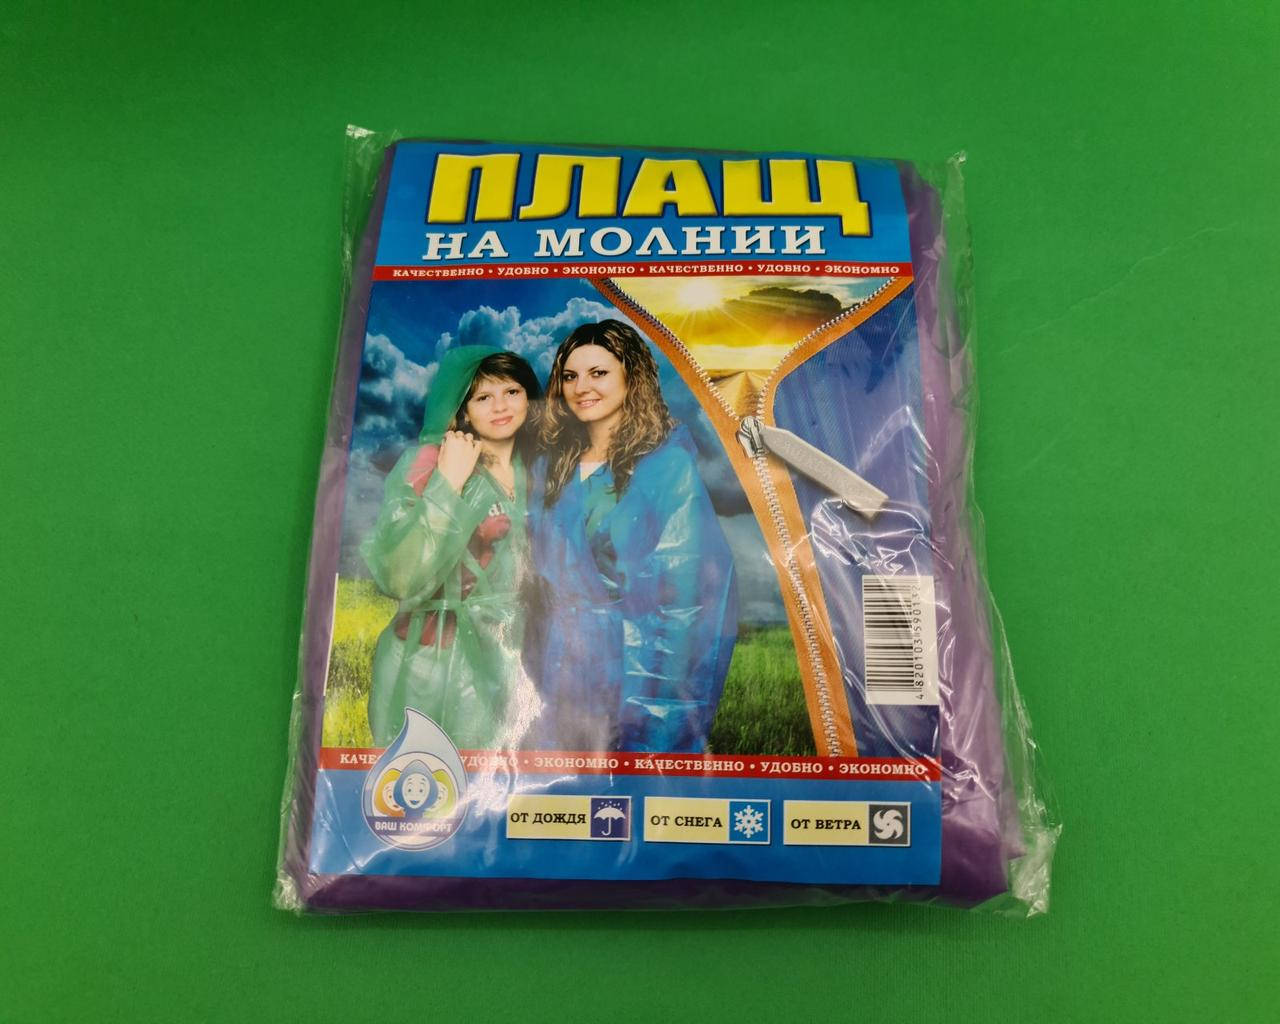 ПЛАЩ
НА МОЛНИИ
КАЧЕСТВЕННО • УДОБНО • ЭКОНОМНО • КАЧЕСТВЕННО • УДОБНО • ЭКОНОМНО
УДОБНО • ЭКОНОМНО • КАЧЕСТВЕННО • УДОБНО • ЭКОНОМНО
ВАШ КОМФОРТ
ОТ ДОЖДЯ
ОТ СНЕГА
ОТ ВЕТРА